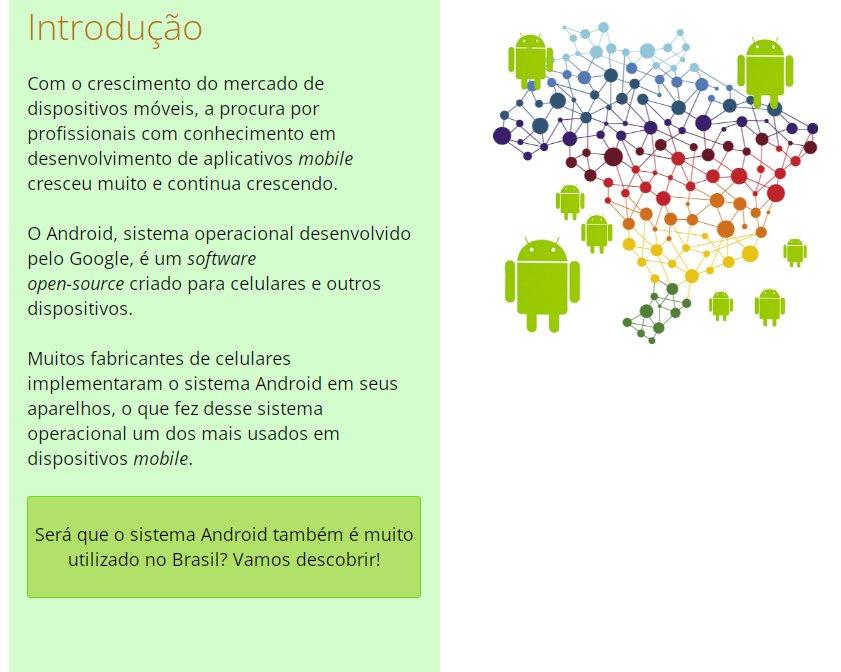 Introdução
Com o crescimento do mercado de
dispositivos móveis, a procura por
profissionais com conhecimento em
desenvolvimento de aplicativos mobile
cresceu muito e continua crescendo.
O Android, sistema operacional desenvolvido
pelo Google, é um software
open-source criado para celulares e outros
dispositivos.
Muitos fabricantes de celulares
implementaram o sistema Android em seus
aparelhos, o que fez desse sistema
operacional um dos mais usados em
dispositivos mobile.
Será que o sistema Android também é muito
utilizado no Brasil? Vamos descobrir!